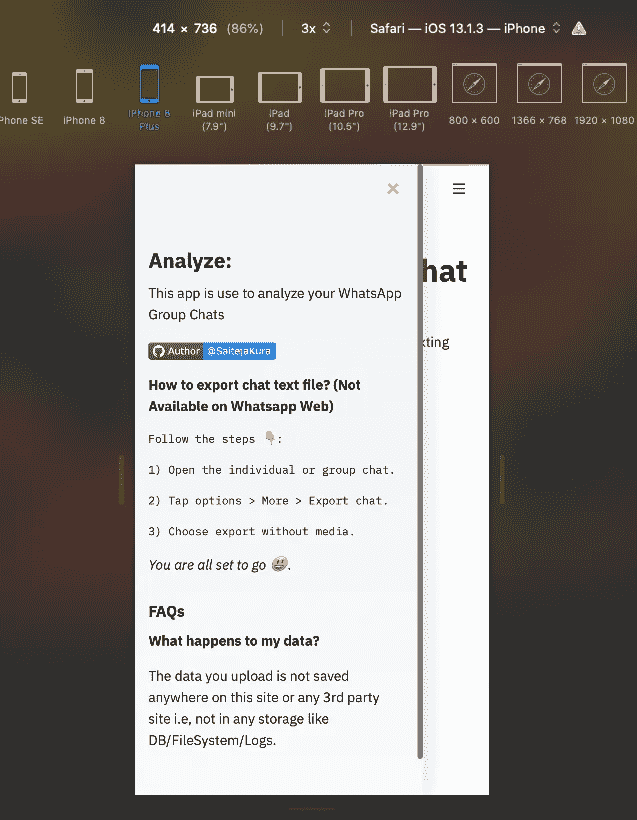 414 × 736 (86%) 3x Safari — iOS 13.1.3 — iPhone
Phone SE iPhone 8 iPhone 8 Plus iPad mini (7.9") iPad (9.7") iPad Pro (10.5") iPad Pro (12.9") 800 × 600 1366 × 768 1920 × 1080
Analyze:
hat
This app is use to analyze your WhatsApp
Group Chats
xting
Author @SaitejaKura
How to export chat text file? (Not
Available on Whatsapp Web)
Follow the steps 👇:
1) Open the individual or group chat.
2) Tap options > More > Export chat.
3) Choose export without media.
You are all set to go 😃.
FAQs
What happens to my data?
The data you upload is not saved
anywhere on this site or any 3rd party
site i.e, not in any storage like
DB/FileSystem/Logs.